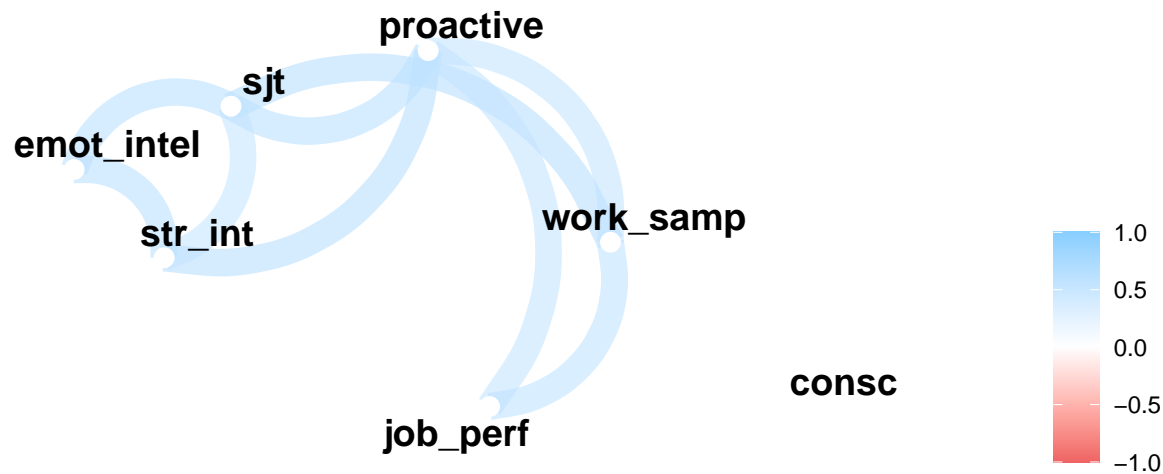 proactive
sjt
emot_intel
str_int
work_samp
consc
job_perf
1.0
0.5
0.0
−0.5
−1.0